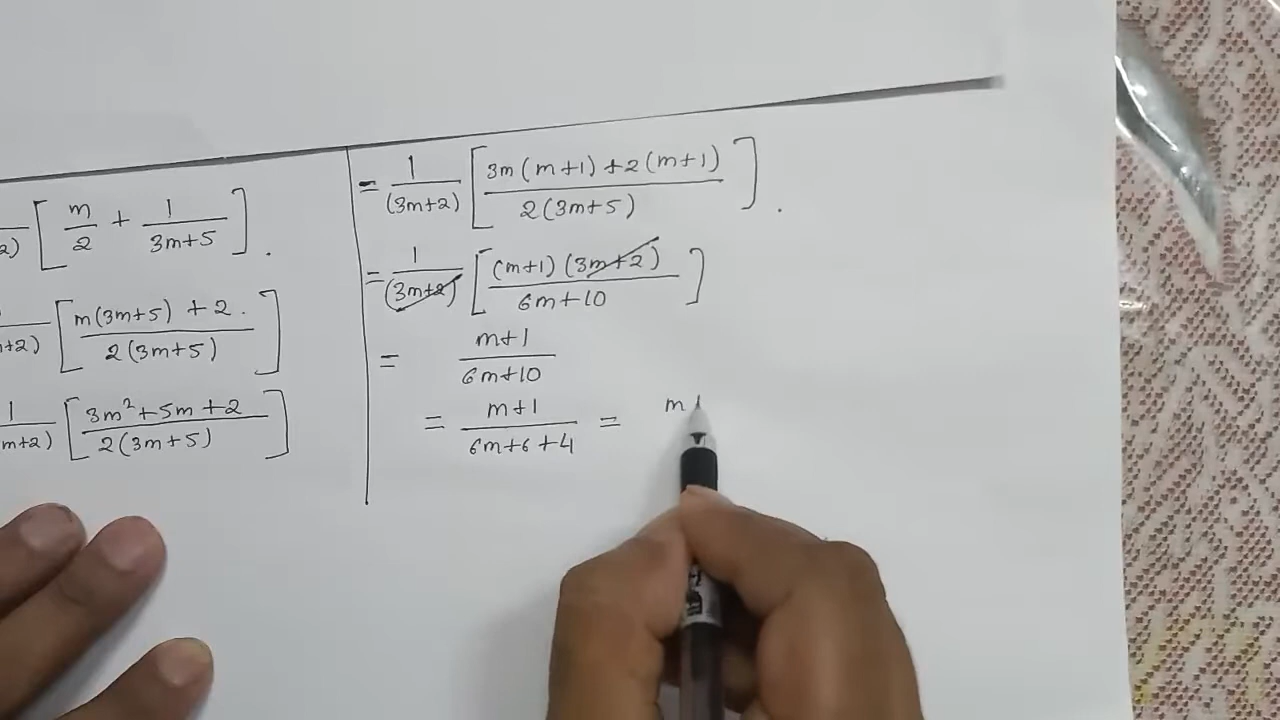 2) [ m/2 + 1/(3m+5) ] .
+2) [ (m(3m+5) + 2 .)/(2(3m+5)) ]
1/(m+2) [ (3m²+5m+2)/(2(3m+5)) ]
= 1/(3m+2) [ (3m(m+1)+2(m+1))/(2(3m+5)) ] .
= 1/(3m+2) [ ((m+1)(3m+2))/(6m+10) ]
= (m+1)/(6m+10)
= (m+1)/(6m+6+4) = m